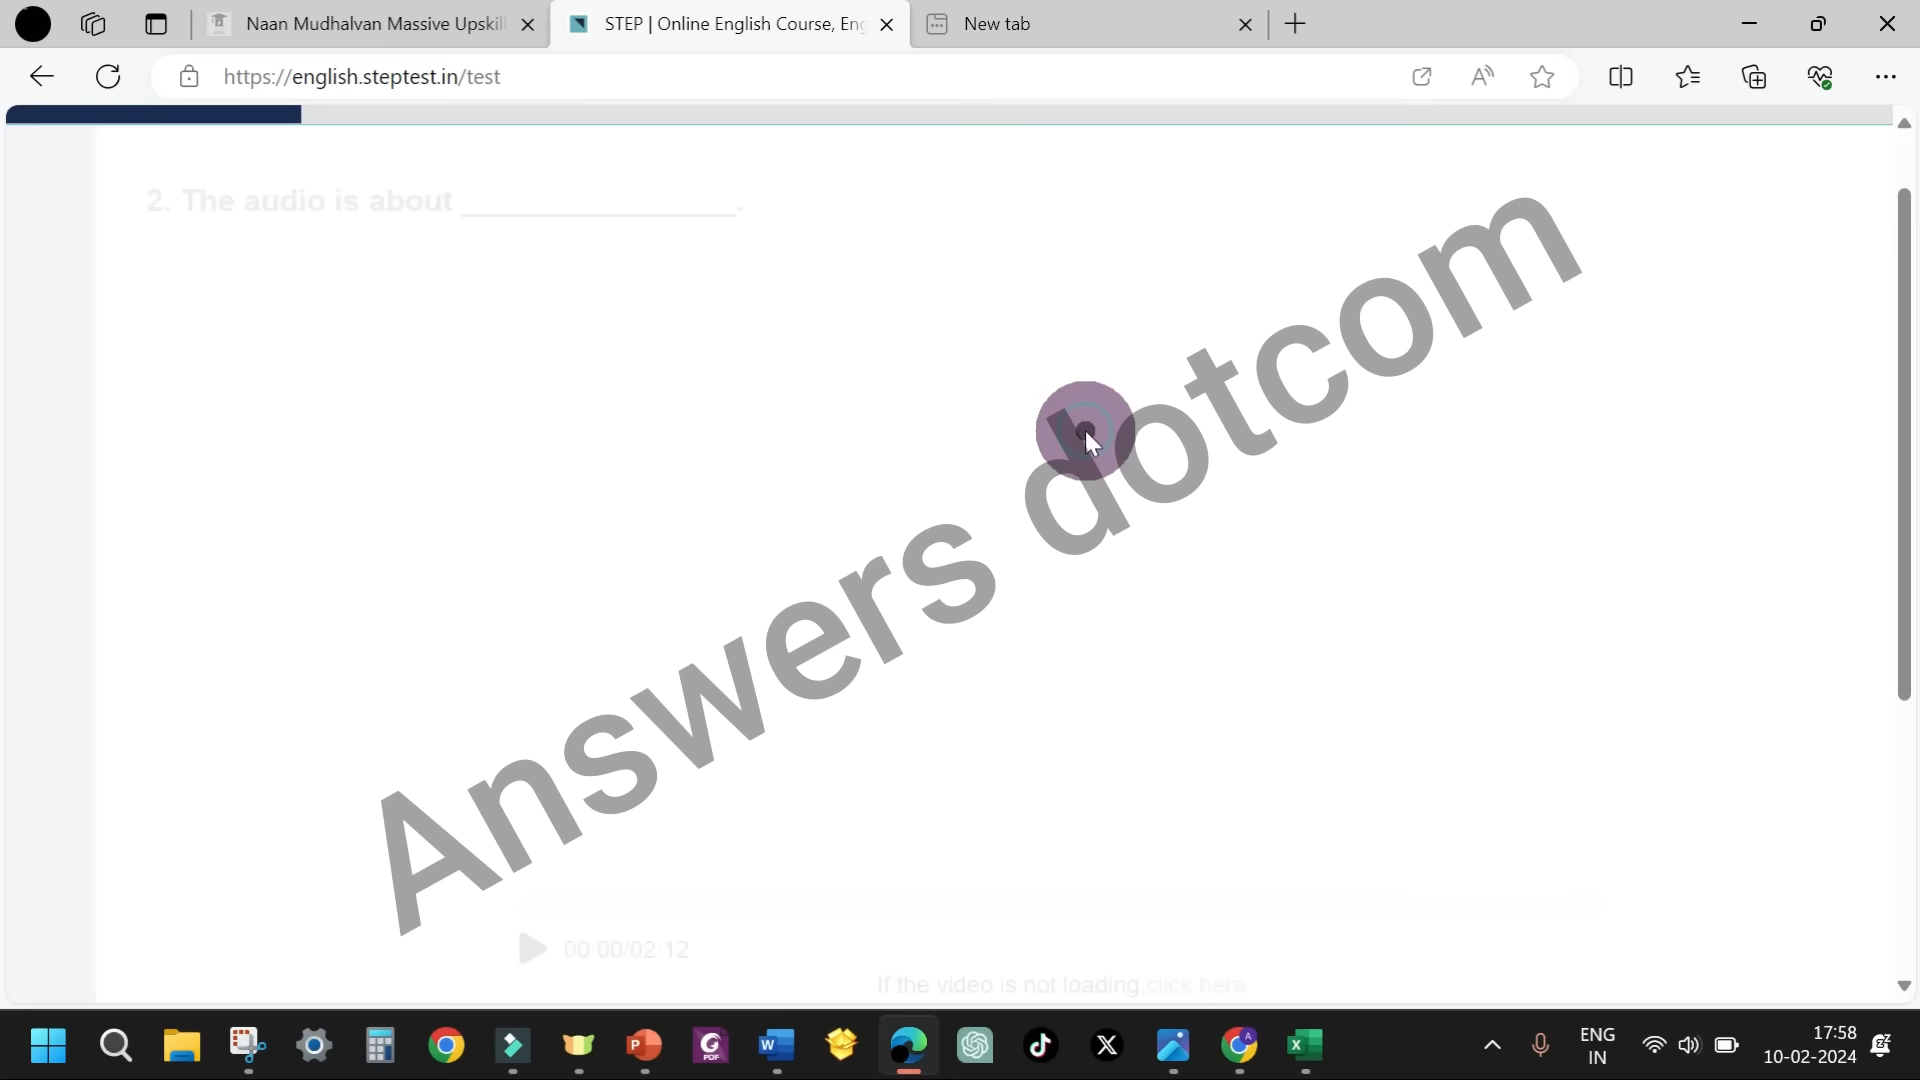 Naan Mudhalvan Massive Upskill
STEP | Online English Course, Eng
New tab
https://english.steptest.in/test
2. The audio is about _______________.
Answers dotcom
00:00/02:12
If the video is not loading,click here
ENG
IN
17:58
10-02-2024